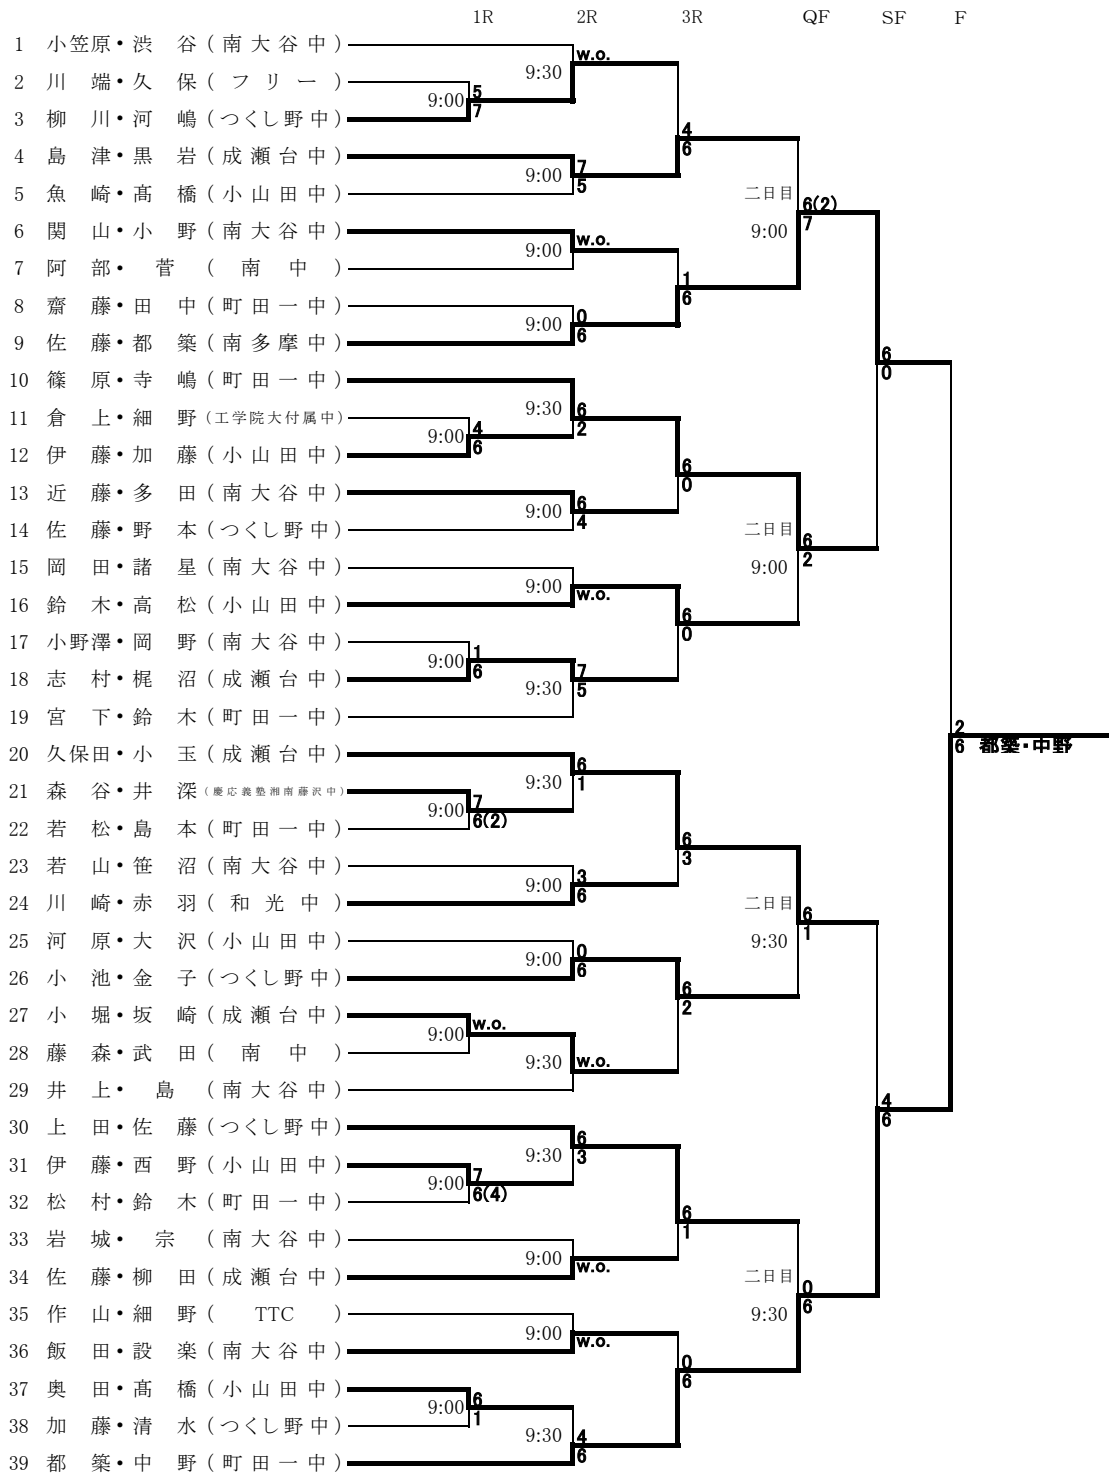 1R 2R 3R QF SF F
1 小笠原・渋 谷 (南大谷中)
w.o.
9:30
2 川 端・久 保 (フリー)
9:00 5
7
3 柳 川・河 嶋 (つくし野中)
4
6
4 島 津・黒 岩 (成瀬台中)
9:00 7
5
5 魚 崎・髙 橋 (小山田中)
二日目 6(2)
9:00 7
6 関 山・小 野 (南大谷中)
9:00 w.o.
7 阿 部・ 菅 (南中)
1
6
8 齋 藤・田 中 (町田一中)
9:00 0
6
9 佐 藤・都 築 (南多摩中)
6
0
10 篠 原・寺 嶋 (町田一中)
9:30 6
2
11 倉 上・細 野 (工学院大付属中)
9:00 4
6
12 伊 藤・加 藤 (小山田中)
6
0
13 近 藤・多 田 (南大谷中)
9:00 6
4
14 佐 藤・野 本 (つくし野中)
二日目 6
9:00 2
15 岡 田・諸 星 (南大谷中)
9:00 w.o.
16 鈴 木・高 松 (小山田中)
6
0
17 小野澤・岡 野 (南大谷中)
9:00 1
6
18 志 村・梶 沼 (成瀬台中)
9:30 7
5
19 宮 下・鈴 木 (町田一中)
2
6 都築・中野
20 久保田・小 玉 (成瀬台中)
9:30 6
1
21 森 谷・井 深 (慶応義塾湘南藤沢中)
9:00 7
6(2)
22 若 松・島 本 (町田一中)
6
3
23 若 山・笹 沼 (南大谷中)
9:00 3
6
24 川 崎・赤 羽 (和光中)
二日目 6
9:30 1
25 河 原・大 沢 (小山田中)
9:00 0
6
26 小 池・金 子 (つくし野中)
6
2
27 小 堀・坂 崎 (成瀬台中)
9:00 w.o.
28 藤 森・武 田 (南中)
9:30 w.o.
29 井 上・ 島 (南大谷中)
4
6
30 上 田・佐 藤 (つくし野中)
9:30 6
3
31 伊 藤・西 野 (小山田中)
9:00 7
6(4)
32 松 村・鈴 木 (町田一中)
6
1
33 岩 城・ 宗 (南大谷中)
9:00 w.o.
34 佐 藤・柳 田 (成瀬台中)
二日目 0
9:30 6
35 作 山・細 野 (TTC)
9:00 w.o.
36 飯 田・設 楽 (南大谷中)
0
6
37 奥 田・髙 橋 (小山田中)
9:00 6
1
38 加 藤・清 水 (つくし野中)
9:30 4
6
39 都 築・中 野 (町田一中)